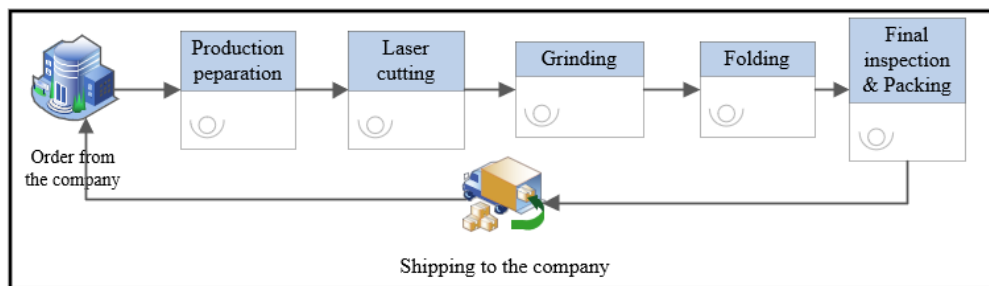 Production
peparation
Laser
cutting
Grinding
Folding
Final
inspection
& Packing
Order from
the company
Shipping to the company